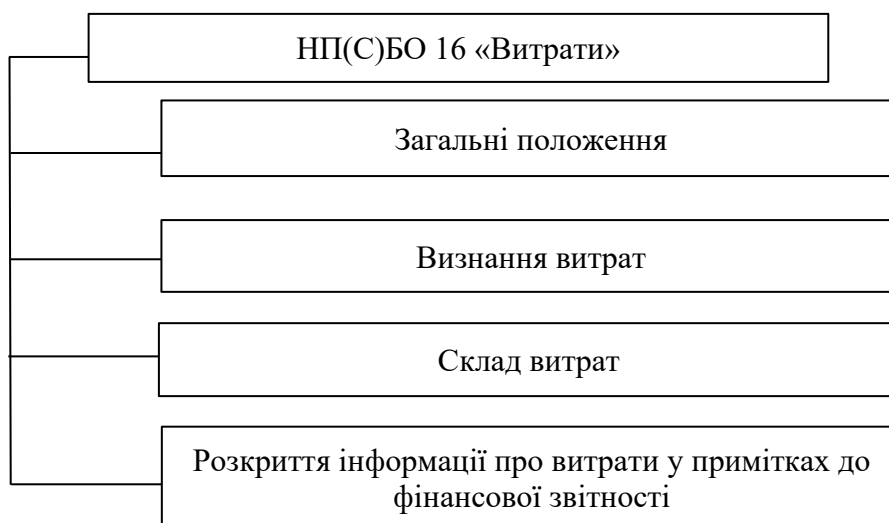 НП(С)БО 16 «Витрати»
Загальні положення
Визнання витрат
Склад витрат
Розкриття інформації про витрати у примітках до
фінансової звітності